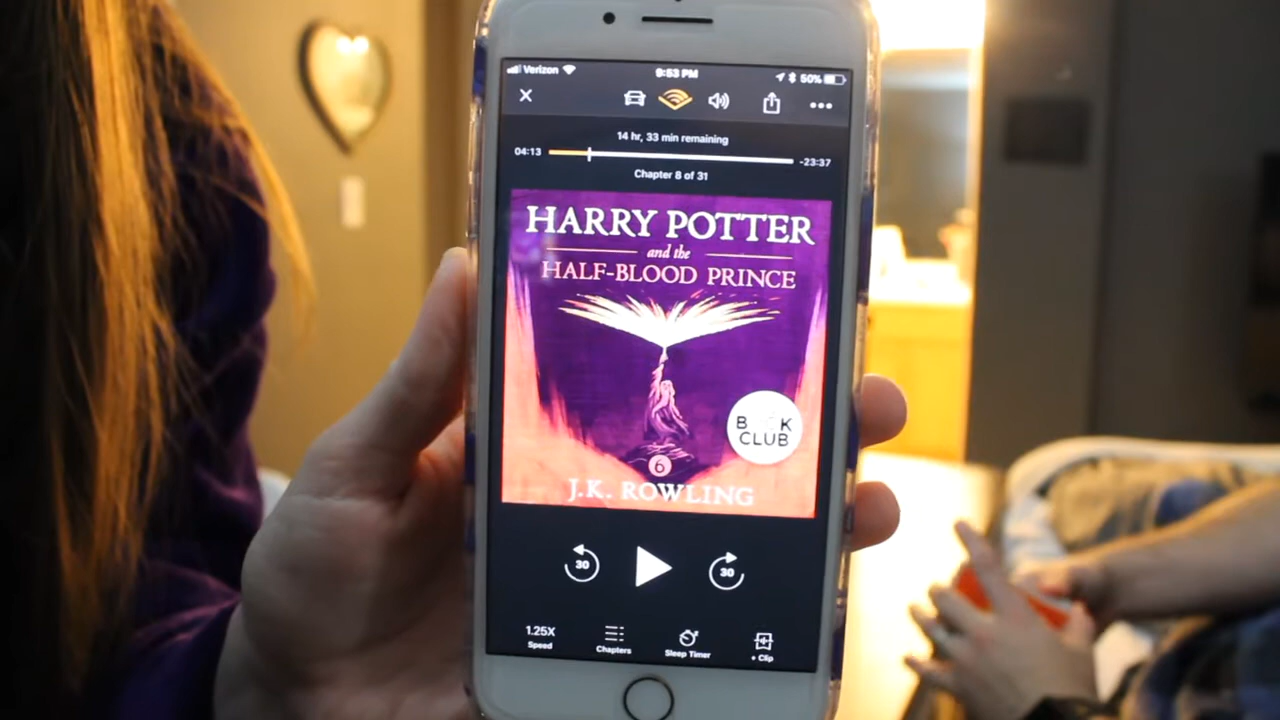 Verizon 9:53 PM 50%
14 hr, 33 min remaining
04:13 -23:37
Chapter 8 of 31
HARRY POTTER
and the
HALF-BLOOD PRINCE
B K
CLUB
6
J.K. ROWLING
30 30
1.25X
Speed Chapters Sleep Timer + Clip